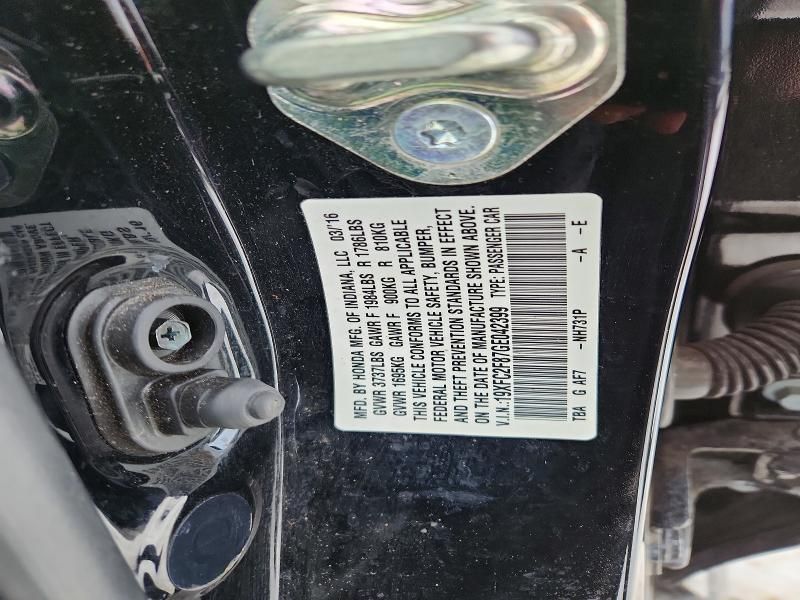 MFD. BY HONDA MFG. OF INDIANA, LLC 03/16
GVWR 3737LBS GAWR F 1984LBS R 1786LBS
GVWR 1695KG GAWR F 900KG R 810KG
THIS VEHICLE CONFORMS TO ALL APPLICABLE
FEDERAL MOTOR VEHICLE SAFETY, BUMPER,
AND THEFT PREVENTION STANDARDS IN EFFECT
ON THE DATE OF MANUFACTURE SHOWN ABOVE.
V.I.N.:19XFC2F87GE042399 TYPE: PASSENGER CAR
TBA G AF7 -NH731P -A -E